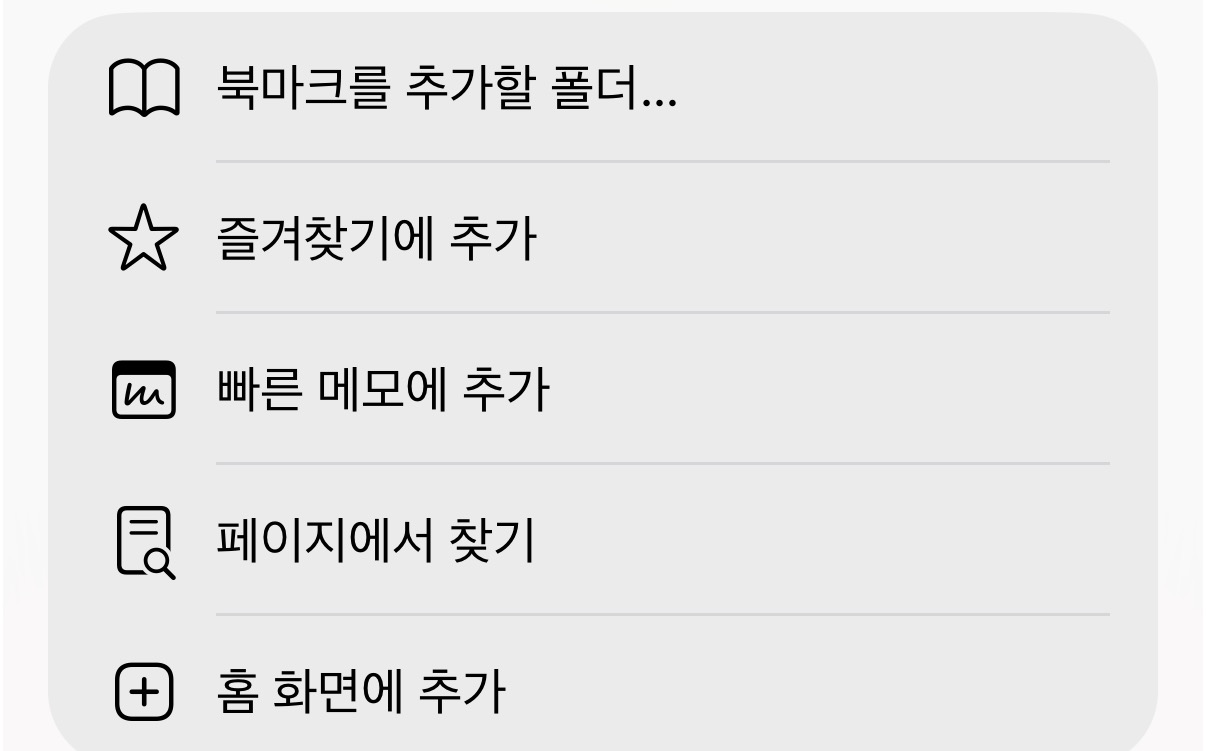 북마크를 추가할 폴더...
즐겨찾기에 추가
빠른 메모에 추가
페이지에서 찾기
홈 화면에 추가